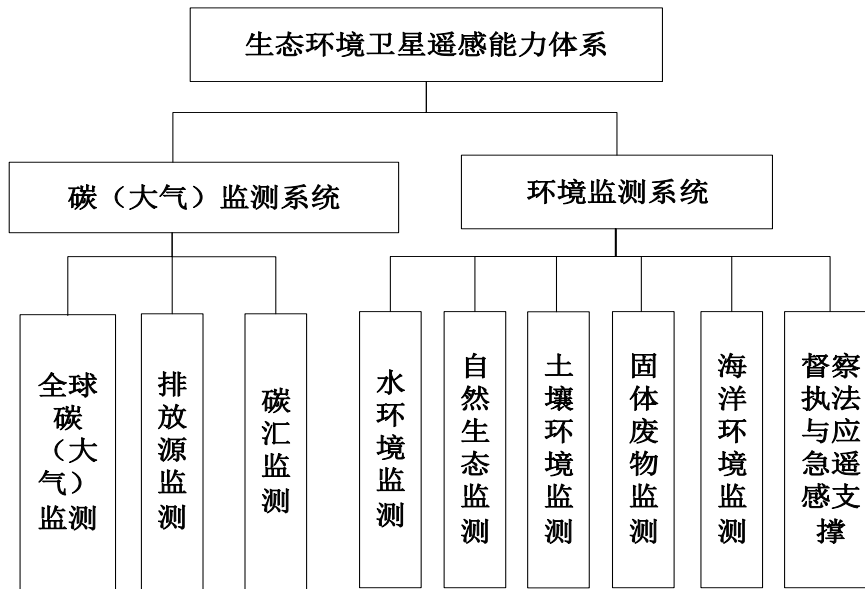 生态环境卫星遥感能力体系
碳（大气）监测系统
环境监测系统
全球
碳
（大
气）
监测
排放源监测
碳汇监测
水环境监测
自然生态监测
土壤环境监测
固体废物监测
海洋环境监测
督察
执法
与应
急遥
感支
撑